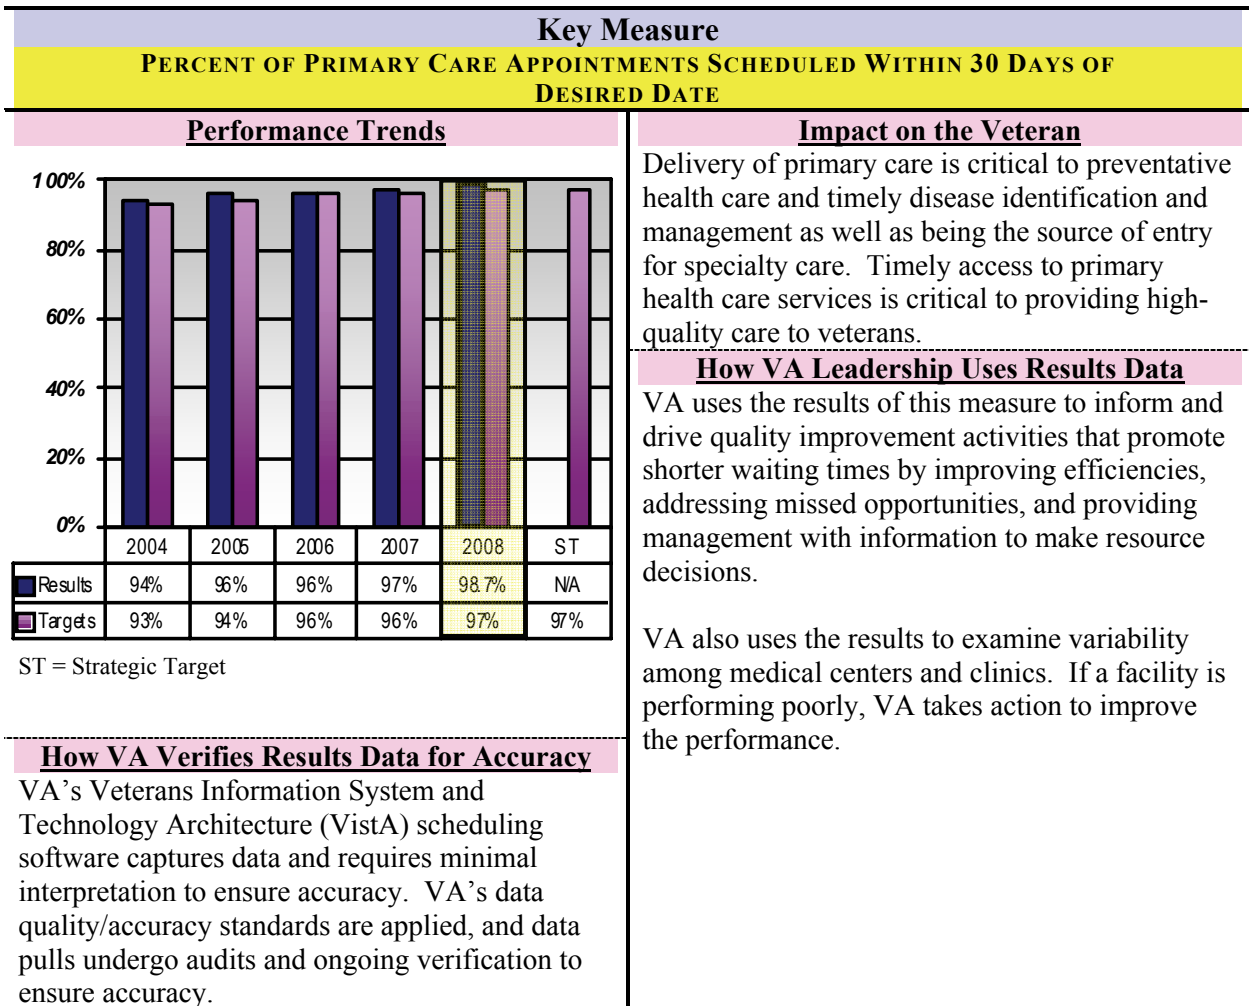 Key Measure
PERCENT OF PRIMARY CARE APPOINTMENTS SCHEDULED WITHIN 30 DAYS OF
DESIRED DATE
Performance Trends
100%
80%
60%
40%
20%
0%
2004 2005 2006 2007 2008 ST
Results 94% 96% 96% 97% 98.7% N/A
Targets 93% 94% 96% 96% 97% 97%
ST = Strategic Target
How VA Verifies Results Data for Accuracy
VA’s Veterans Information System and
Technology Architecture (VistA) scheduling
software captures data and requires minimal
interpretation to ensure accuracy.  VA’s data
quality/accuracy standards are applied, and data
pulls undergo audits and ongoing verification to
ensure accuracy.
Impact on the Veteran
Delivery of primary care is critical to preventative
health care and timely disease identification and
management as well as being the source of entry
for specialty care.  Timely access to primary
health care services is critical to providing high-
quality care to veterans.
How VA Leadership Uses Results Data
VA uses the results of this measure to inform and
drive quality improvement activities that promote
shorter waiting times by improving efficiencies,
addressing missed opportunities, and providing
management with information to make resource
decisions.
VA also uses the results to examine variability
among medical centers and clinics.  If a facility is
performing poorly, VA takes action to improve
the performance.